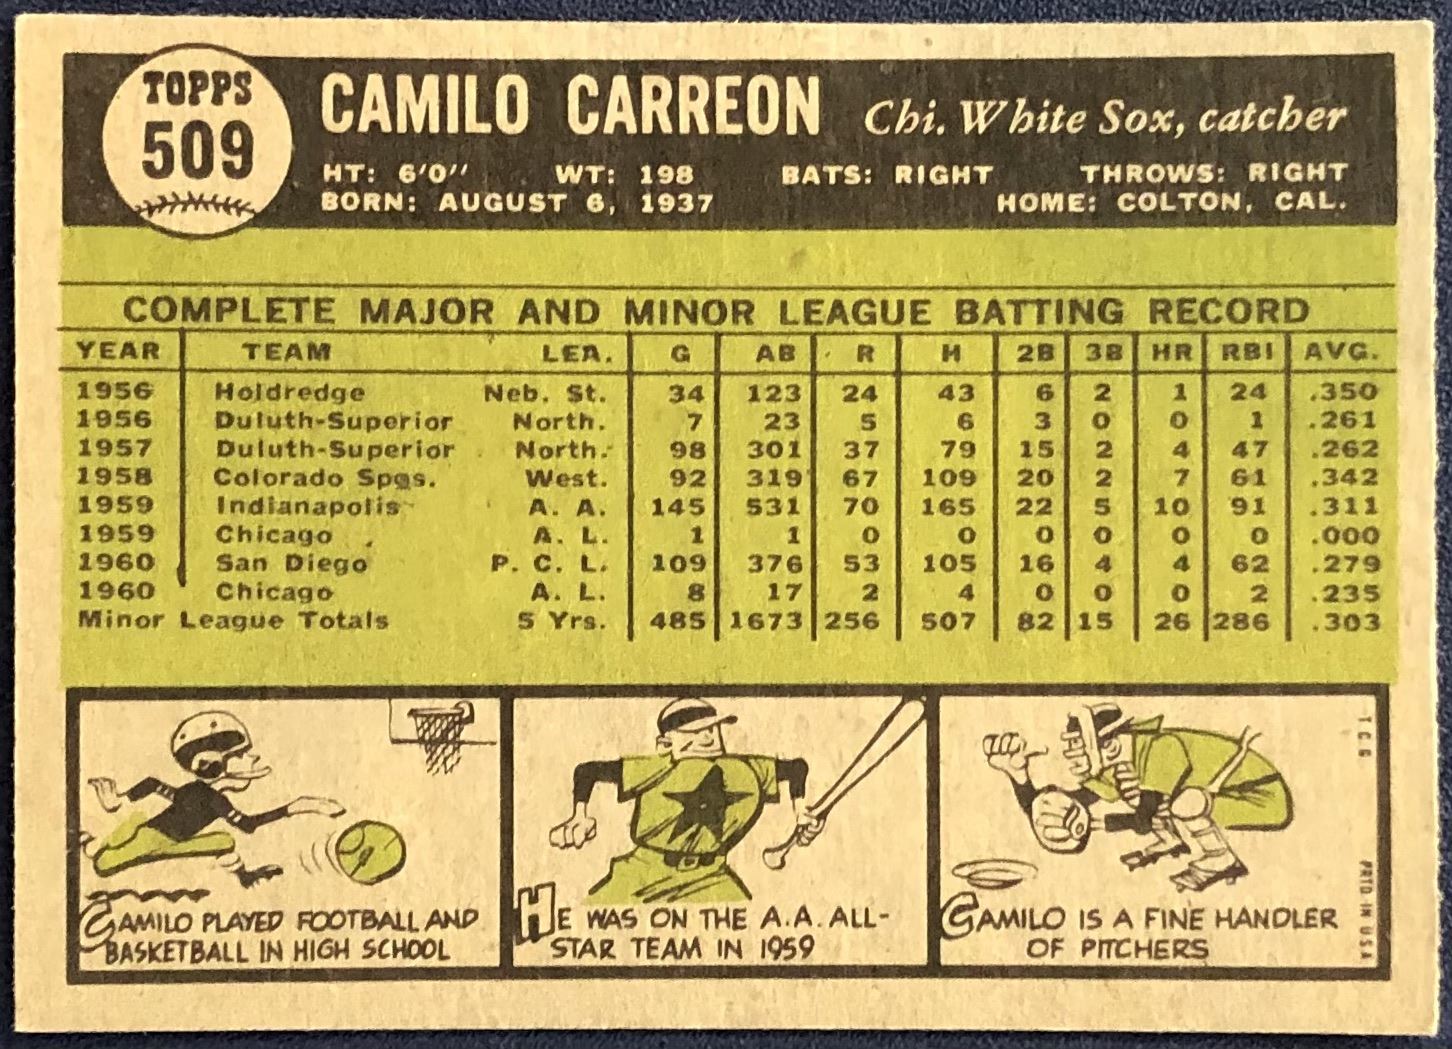 TOPPS
509
CAMILO CARREON Chi. White Sox, catcher
HT: 6'0'' WT: 198 BATS: RIGHT THROWS: RIGHT
BORN: AUGUST 6, 1937 HOME: COLTON, CAL.
COMPLETE MAJOR AND MINOR LEAGUE BATTING RECORD
YEAR TEAM LEA. G AB R H 2B 3B HR RBI AVG.
1956 Holdredge Neb. St. 34 123 24 43 6 2 1 24 .350
1956 Duluth-Superior North. 7 23 5 6 3 0 0 1 .261
1957 Duluth-Superior North. 98 301 37 79 15 2 4 47 .262
1958 Colorado Spgs. West. 92 319 67 109 20 2 7 61 .342
1959 Indianapolis A. A. 145 531 70 165 22 5 10 91 .311
1959 Chicago A. L. 1 1 0 0 0 0 0 0 .000
1960 San Diego P. C. L. 109 376 53 105 16 4 4 62 .279
1960 Chicago A. L. 8 17 2 4 0 0 0 2 .235
Minor League Totals 5 Yrs. 485 1673 256 507 82 15 26 286 .303
CAMILO PLAYED FOOTBALL AND
BASKETBALL IN HIGH SCHOOL
HE WAS ON THE A.A. ALL-
STAR TEAM IN 1959
CAMILO IS A FINE HANDLER
OF PITCHERS
T.C.G.
PRTD IN USA